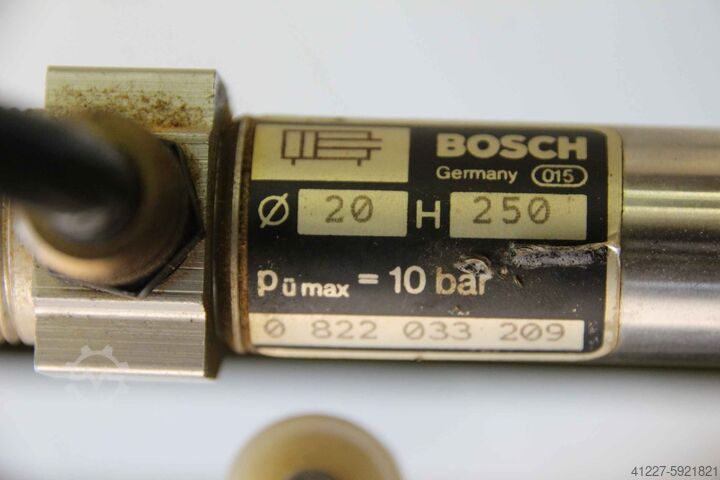 BOSCH
Germany 015
Ø 20 H 250
pü max = 10 bar
0 822 033 209
41227-5921821